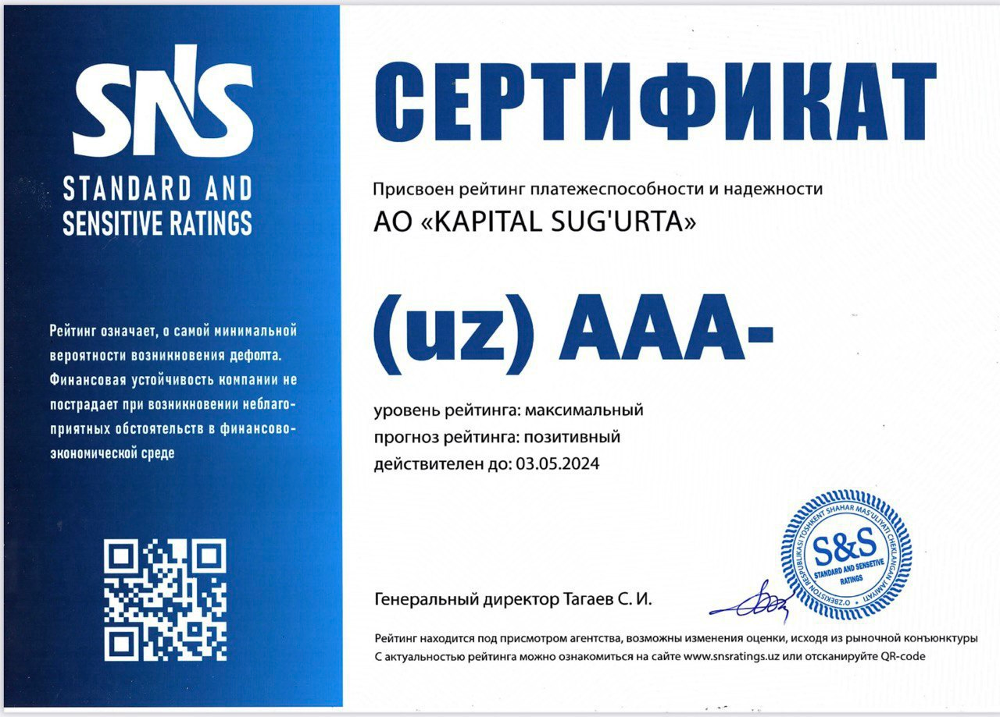 SNS
STANDARD AND
SENSITIVE RATINGS
Рейтинг означает, о самой минимальной
вероятности возникновения дефолта.
Финансовая устойчивость компании не
пострадает при возникновении неблаго-
приятных обстоятельств в финансово-
экономической среде
СЕРТИФИКАТ
Присвоен рейтинг платежеспособности и надежности
АО «KAPITAL SUG'URTA»
(uz) AAA-
уровень рейтинга: максимальный
прогноз рейтинга: позитивный
действителен до: 03.05.2024
Генеральный директор Тагаев С. И.
O'ZBEKISTON RESPUBLIKASI TOSHKENT SHAHAR MAS'ULIYATI CHEKLANGAN JAMIYATI
S&S
STANDARD AND SENSETIVE
RATINGS
Рейтинг находится под присмотром агентства, возможны изменения оценки, исходя из рыночной конъюнктуры
С актуальностью рейтинга можно ознакомиться на сайте www.snsratings.uz или отсканируйте QR-code